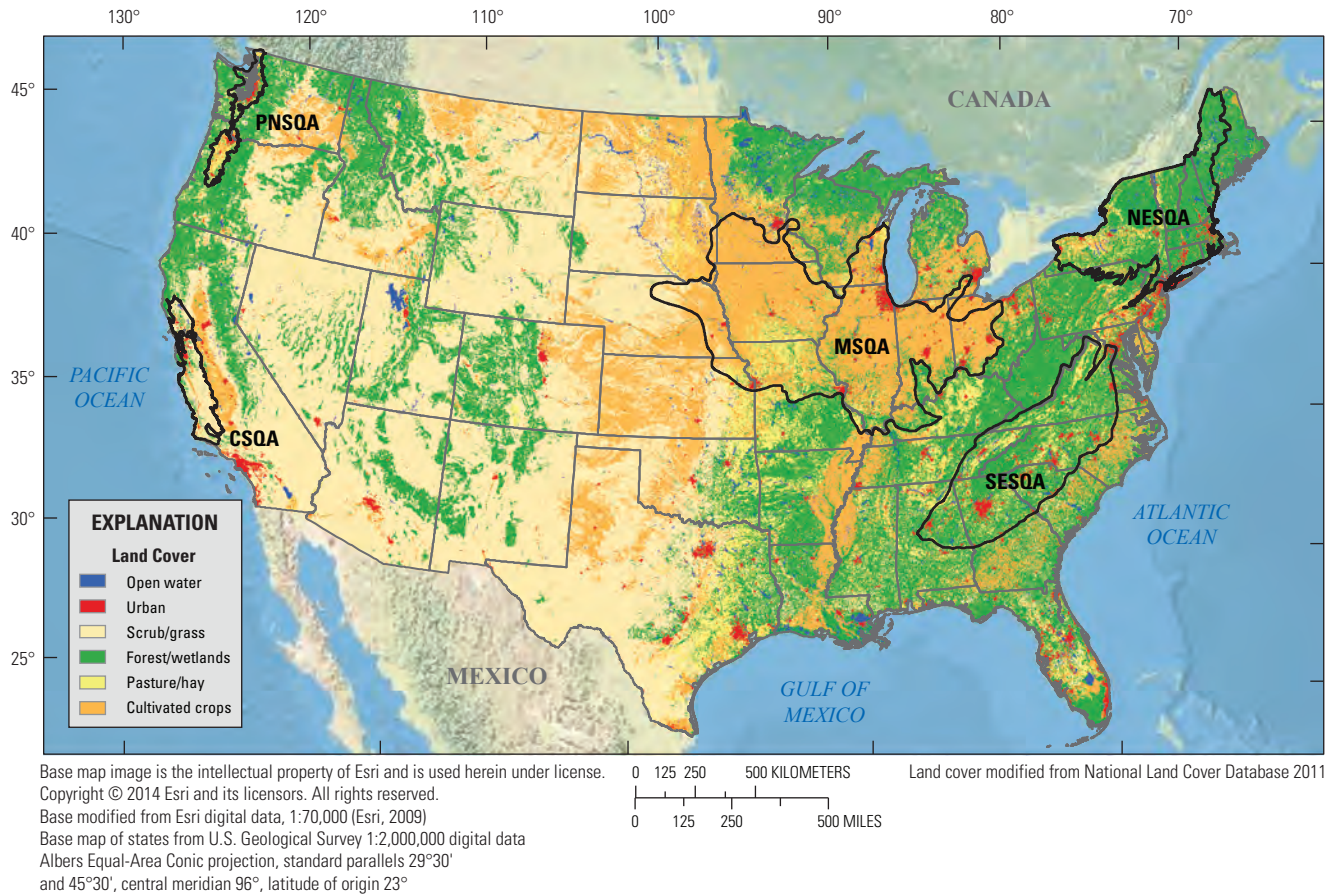 130° 120° 110° 100° 90° 80° 70°
45°
CANADA
PNSQA
NESQA
40°
MSQA
PACIFIC
OCEAN
35°
CSQA
SESQA
ATLANTIC
OCEAN
30°
EXPLANATION
Land Cover
Open water
Urban
Scrub/grass
Forest/wetlands
Pasture/hay
Cultivated crops
25°
MEXICO
GULF OF
MEXICO
Base map image is the intellectual property of Esri and is used herein under license.
Copyright © 2014 Esri and its licensors. All rights reserved.
Base modified from Esri digital data, 1:70,000 (Esri, 2009)
Base map of states from U.S. Geological Survey 1:2,000,000 digital data
Albers Equal-Area Conic projection, standard parallels 29°30'
and 45°30', central meridian 96°, latitude of origin 23°
0 125 250 500 KILOMETERS
0 125 250 500 MILES
Land cover modified from National Land Cover Database 2011